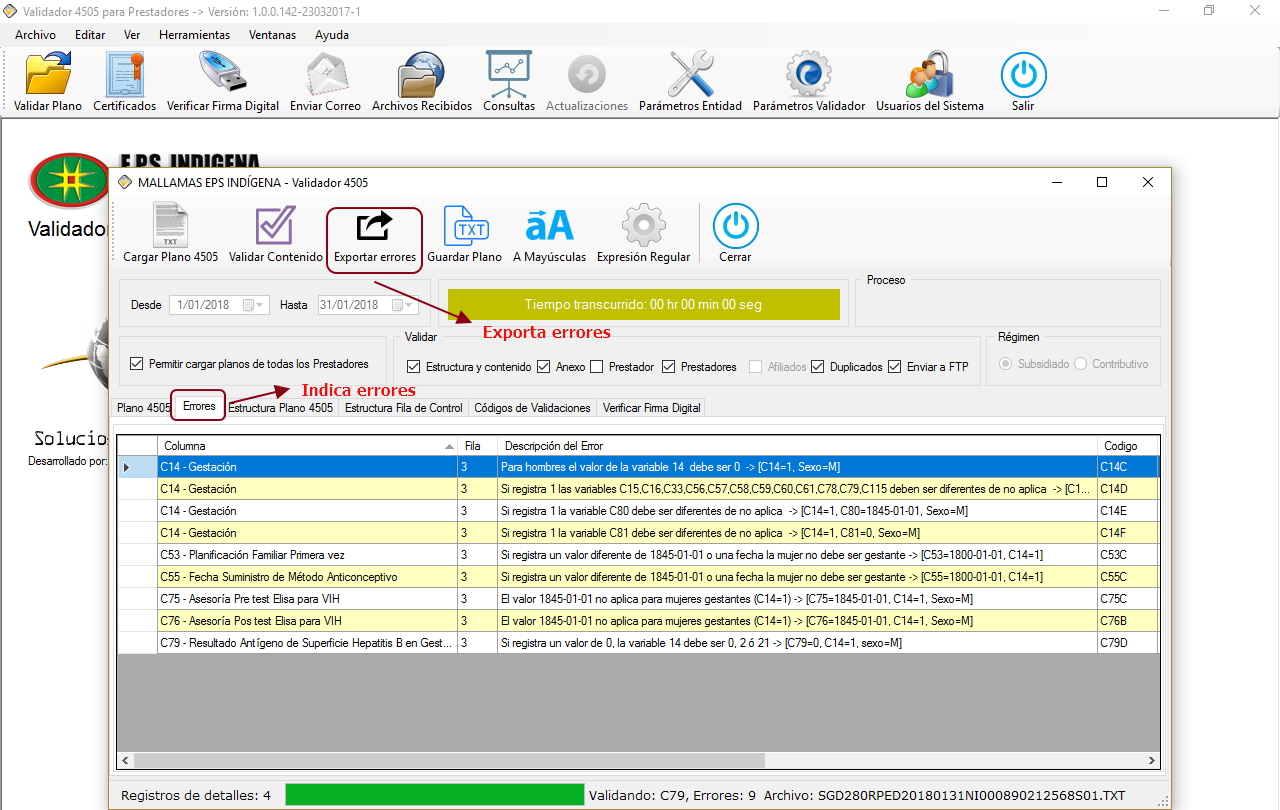 Validador 4505 para Prestadores -> Versión: 1.0.0.142-23032017-1
Archivo Editar Ver Herramientas Ventanas Ayuda
Validar Plano Certificados Verificar Firma Digital Enviar Correo Archivos Recibidos Consultas Actualizaciones Parámetros Entidad Parámetros Validador Usuarios del Sistema Salir
EPS INDIGENA
Validador
Solucio
Desarrollado por:
MALLAMAS EPS INDÍGENA - Validador 4505
TXT TXT aA
Cargar Plano 4505 Validar Contenido Exportar errores Guardar Plano A Mayúsculas Expresión Regular Cerrar
Proceso
Desde 1/01/2018 Hasta 31/01/2018 Tiempo transcurrido: 00 hr 00 min 00 seg
Exporta errores
Validar Régimen
Permitir cargar planos de todas los Prestadores Estructura y contenido Anexo Prestador Prestadores Afiliados Duplicados Enviar a FTP Subsidiado Contributivo
Indica errores
Plano 4505 Errores Estructura Plano 4505 Estructura Fila de Control Códigos de Validaciones Verificar Firma Digital
Columna Fila Descripción del Error Codigo
C14 - Gestación 3 Para hombres el valor de la variable 14 debe ser 0 -> [C14=1, Sexo=M] C14C
C14 - Gestación 3 Si registra 1 las variables C15,C16,C33,C56,C57,C58,C59,C60,C61,C78,C79,C115 deben ser diferentes de no aplica -> [C1... C14D
C14 - Gestación 3 Si registra 1 la variable C80 debe ser diferentes de no aplica -> [C14=1, C80=1845-01-01, Sexo=M] C14E
C14 - Gestación 3 Si registra 1 la variable C81 debe ser diferentes de no aplica -> [C14=1, C81=0, Sexo=M] C14F
C53 - Planificación Familiar Primera vez 3 Si registra un valor diferente de 1845-01-01 o una fecha la mujer no debe ser gestante -> [C53=1800-01-01, C14=1] C53C
C55 - Fecha Suministro de Método Anticonceptivo 3 Si registra un valor diferente de 1845-01-01 o una fecha la mujer no debe ser gestante -> [C55=1800-01-01, C14=1] C55C
C75 - Asesoría Pre test Elisa para VIH 3 El valor 1845-01-01 no aplica para mujeres gestantes (C14=1) -> [C75=1845-01-01, C14=1, Sexo=M] C75C
C76 - Asesoría Pos test Elisa para VIH 3 El valor 1845-01-01 no aplica para mujeres gestantes (C14=1) -> [C76=1845-01-01, C14=1, Sexo=M] C76B
C79 - Resultado Antígeno de Superficie Hepatitis B en Gest... 3 Si registra un valor de 0, la variable 14 debe ser 0, 2 ó 21 -> [C79=0, C14=1, sexo=M] C79D
Registros de detalles: 4 Validando: C79, Errores: 9 Archivo: SGD280RPED20180131NI000890212568S01.TXT